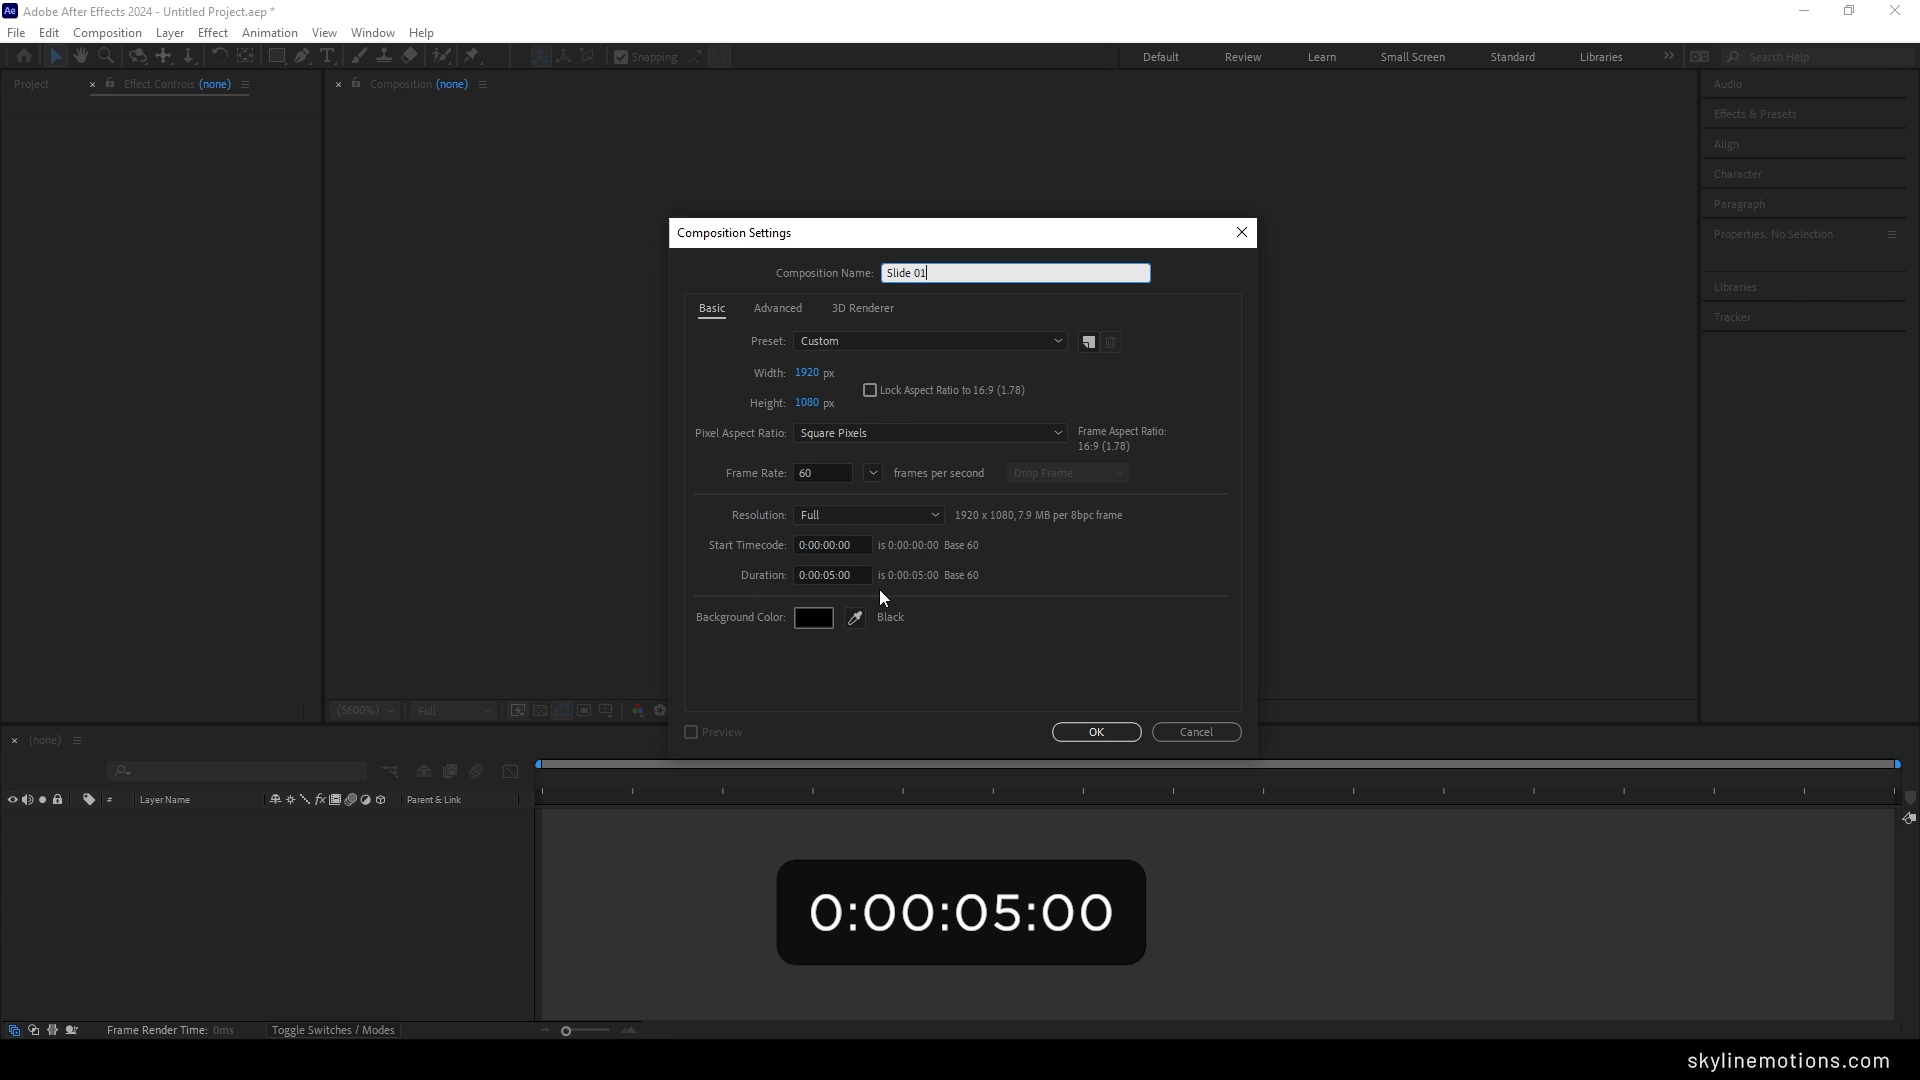 Ae Adobe After Effects 2024 - Untitled Project.aep *
File Edit Composition Layer Effect Animation View Window Help
Snapping Default Review Learn Small Screen Standard Libraries Search Help
Project × Effect Controls (none) × Composition (none)
Audio
Effects & Presets
Align
Character
Paragraph
Properties: No Selection
Libraries
Tracker
Composition Settings
Composition Name: Slide 01
Basic Advanced 3D Renderer
Preset: Custom
Width: 1920 px
Lock Aspect Ratio to 16:9 (1.78)
Height: 1080 px
Pixel Aspect Ratio: Square Pixels
Frame Aspect Ratio:
16:9 (1.78)
Frame Rate: 60 frames per second Drop Frame
Resolution: Full 1920 x 1080, 7.9 MB per 8bpc frame
Start Timecode: 0:00:00:00 is 0:00:00:00 Base 60
Duration: 0:00:05:00 is 0:00:05:00 Base 60
Background Color: Black
Preview OK Cancel
(5600%) Full
× (none)
# Layer Name fx Parent & Link
0:00:05:00
Frame Render Time: 0ms Toggle Switches / Modes
skylinemotions.com